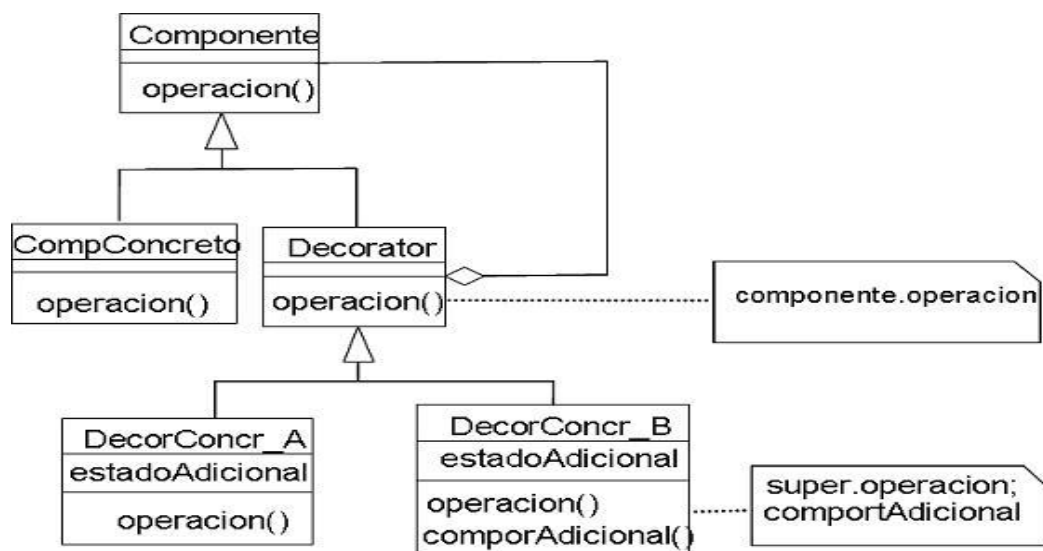 Componente
operacion()
CompConcreto
operacion()
Decorator
operacion()
componente.operacion
DecorConcr_A
estadoAdicional
operacion()
DecorConcr_B
estadoAdicional
operacion()
comporAdicional()
super.operacion;
comportAdicional